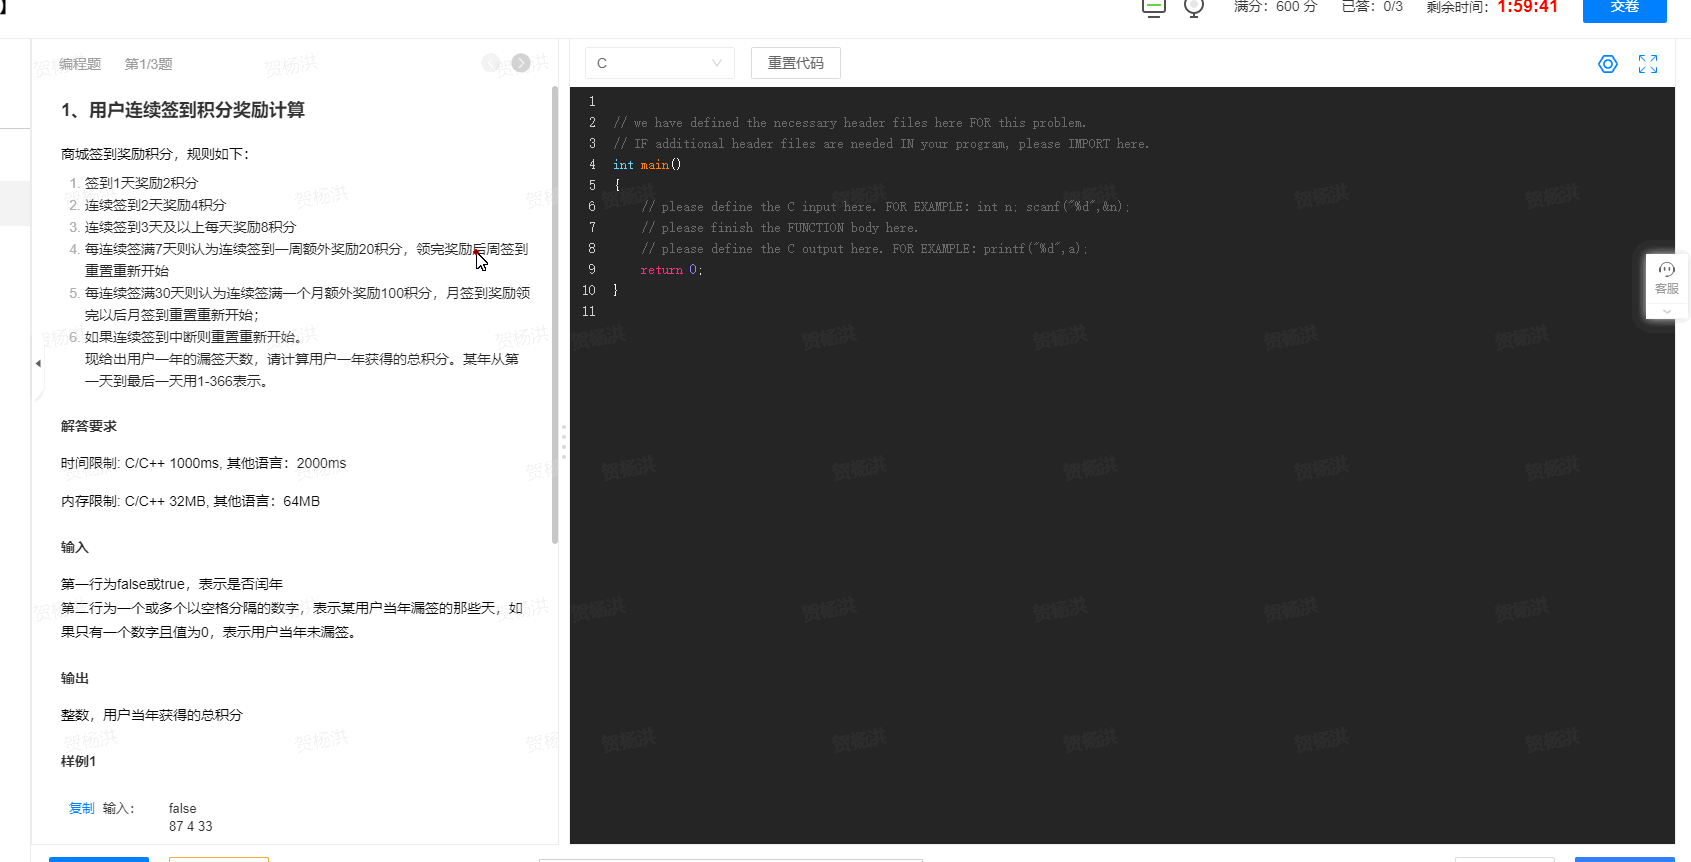 】
满分：600 分 已答：0/3 剩余时间：1:59:41 交卷
编程题 第1/3题
C 重置代码
1、用户连续签到积分奖励计算
商城签到奖励积分，规则如下：
1. 签到1天奖励2积分
2. 连续签到2天奖励4积分
3. 连续签到3天及以上每天奖励8积分
4. 每连续签满7天则认为连续签到一周额外奖励20积分，领完奖励后周签到
重置重新开始
5. 每连续签满30天则认为连续签满一个月额外奖励100积分，月签到奖励领
完以后月签到重置重新开始；
6. 如果连续签到中断则重置重新开始。
现给出用户一年的漏签天数，请计算用户一年获得的总积分。某年从第
一天到最后一天用1-366表示。
解答要求
时间限制: C/C++ 1000ms, 其他语言：2000ms
内存限制: C/C++ 32MB, 其他语言：64MB
输入
第一行为false或true，表示是否闰年
第二行为一个或多个以空格分隔的数字，表示某用户当年漏签的那些天，如
果只有一个数字且值为0，表示用户当年未漏签。
输出
整数，用户当年获得的总积分
样例1
复制 输入： false
87 4 33
1
2 // we have defined the necessary header files here FOR this problem.
3 // IF additional header files are needed IN your program, please IMPORT here.
4 int main()
5 {
6 // please define the C input here. FOR EXAMPLE: int n; scanf("%d",&n);
7 // please finish the FUNCTION body here.
8 // please define the C output here. FOR EXAMPLE: printf("%d",a);
9 return 0;
10 }
11
客服
贺杨洪